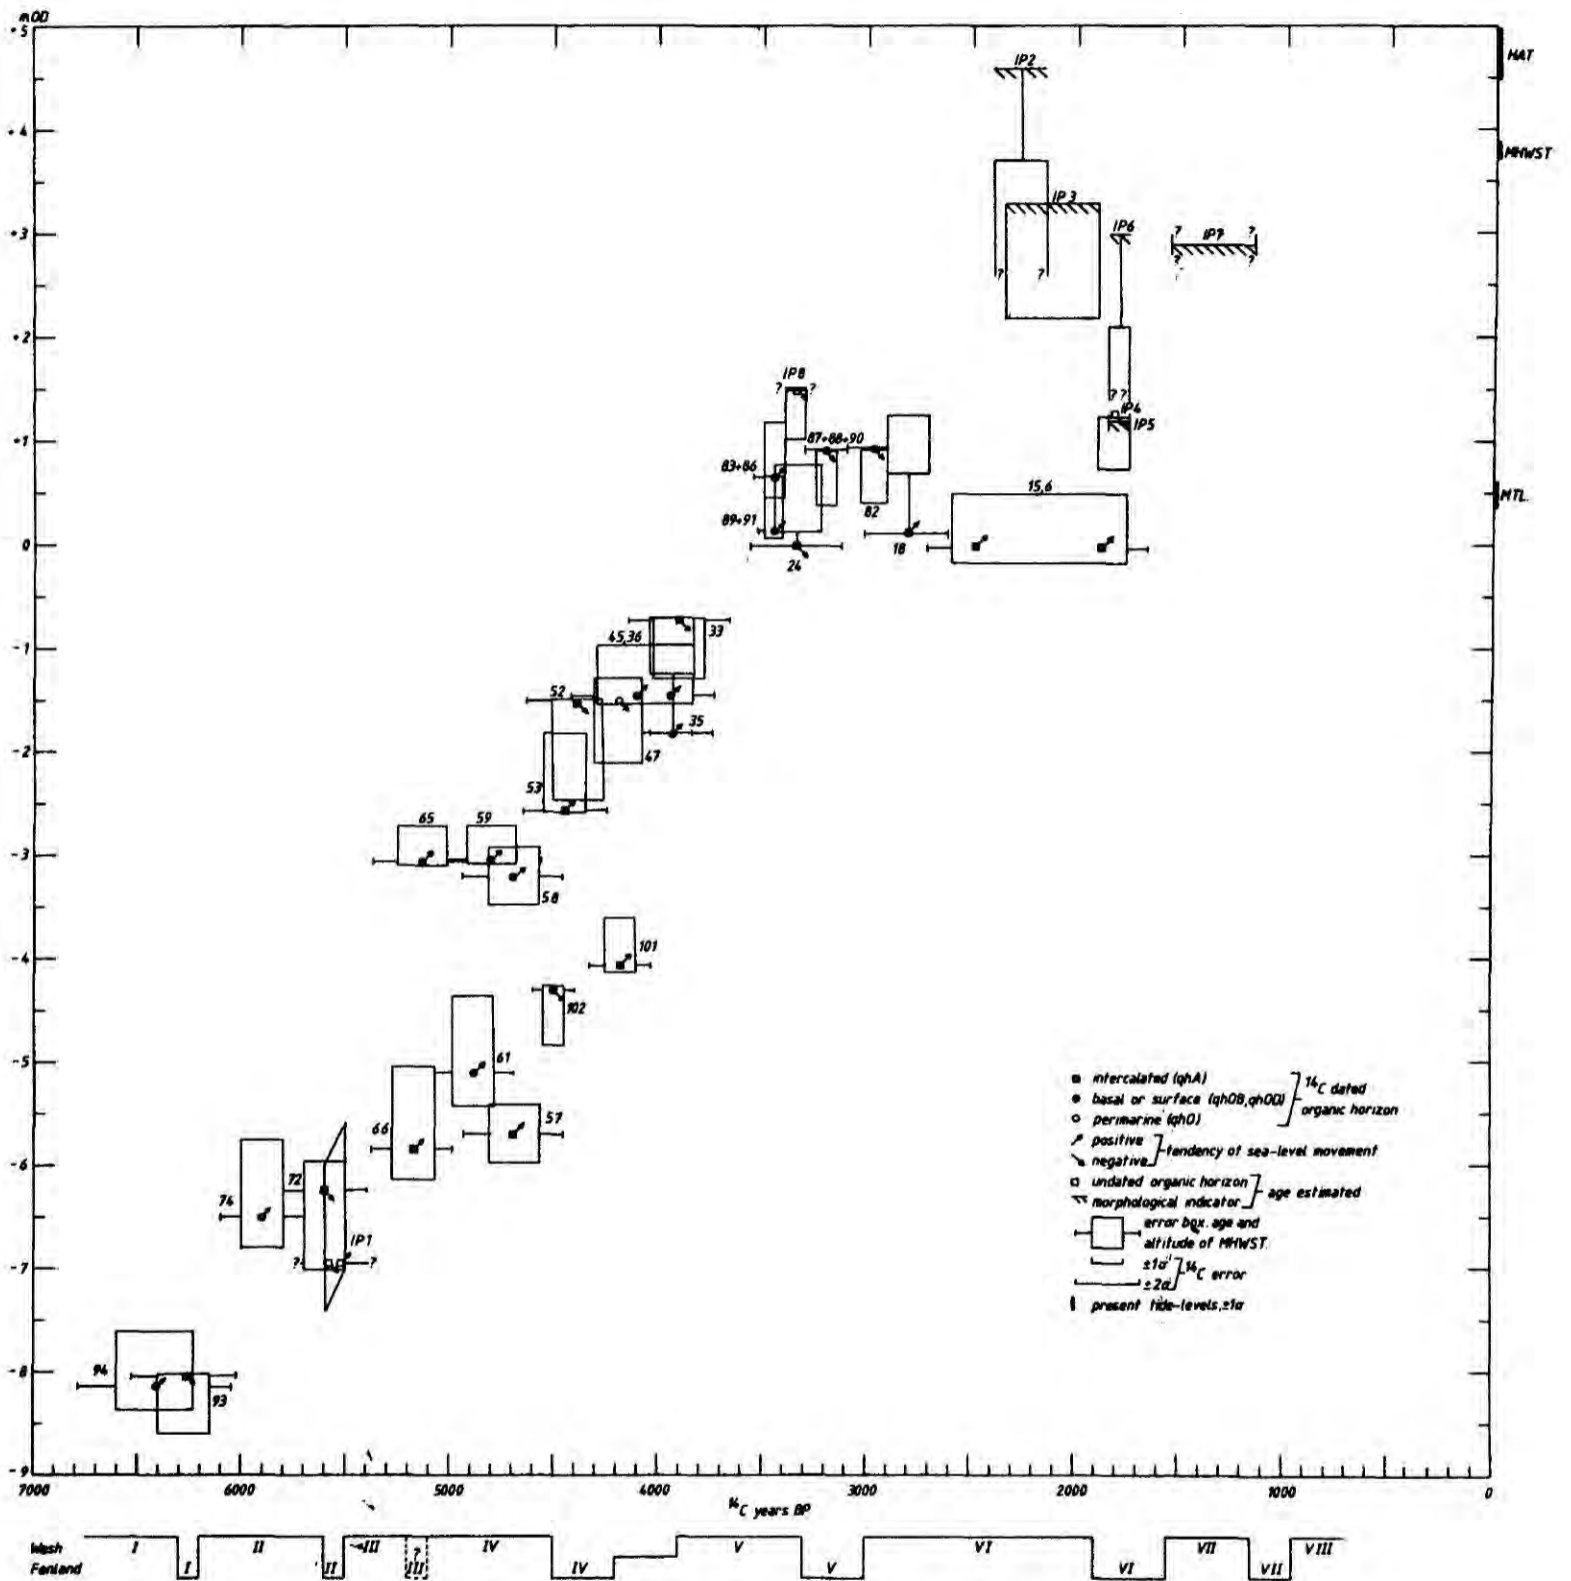 mOD
+5
HAT
IP2
+4
MHWST
IP3
+3
IP6
? IP7 ?
? ?
? ?
+2
IP8
? ?
? ?
IP4
IP5
+1
87+88+90
83+86
MTL
15,6
89+91
82
0
18
24
-1
45,36
33
52
35
-2
47
53
65
59
-3
58
-4
101
102
-5
61
57
66
-6
72
74
IP1
? ?
-7
-8
94
93
-9
intercalated (qhA)
basal or surface (qhOB,qhOD)
perimarine (qhO)
¹⁴C dated
organic horizon
positive
negative
tendency of sea-level movement
undated organic horizon
morphological indicator
age estimated
error box. age and
altitude of MHWST
±1σ
±2σ
¹⁴C error
present tide-levels,±1σ
7000 6000 5000 4000 3000 2000 1000 0
¹⁴C years BP
Wash I II III ? IV V VI VII VIII
Fenland I II III IV V VI VII